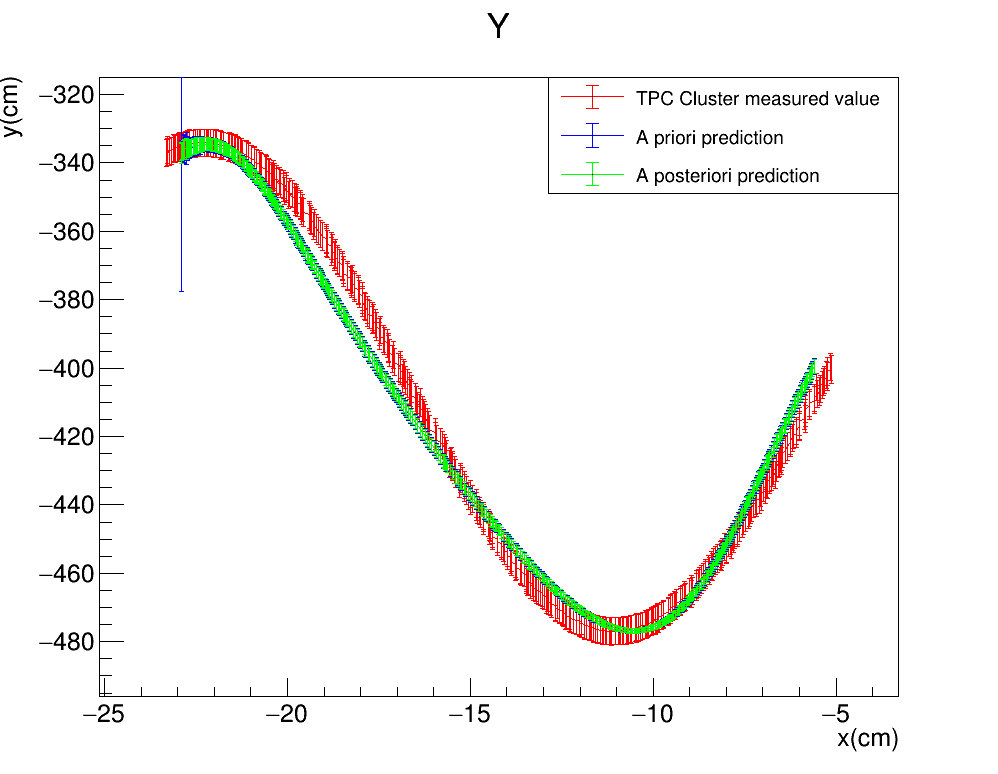 Y
y(cm)
−320
−340
−360
−380
−400
−420
−440
−460
−480
TPC Cluster measured value
A priori prediction
A posteriori prediction
−25 −20 −15 −10 −5
x(cm)